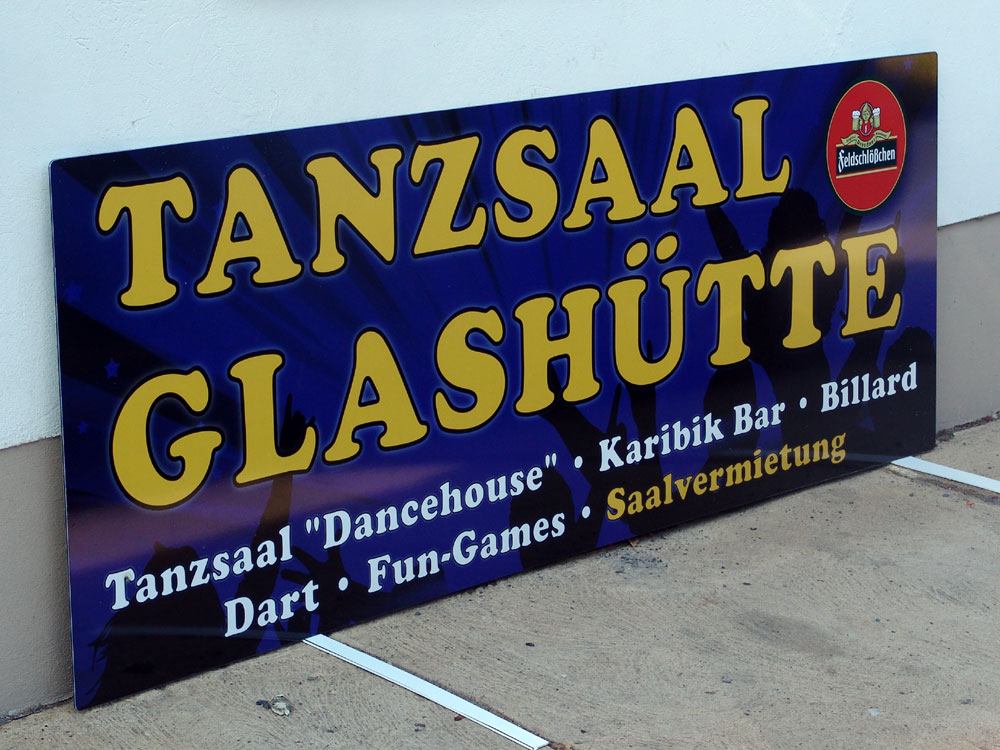 TANZSAAL
Feldschlößchen
GLASHÜTTE
Tanzsaal "Dancehouse" • Karibik Bar • Billard
Dart • Fun-Games • Saalvermietung